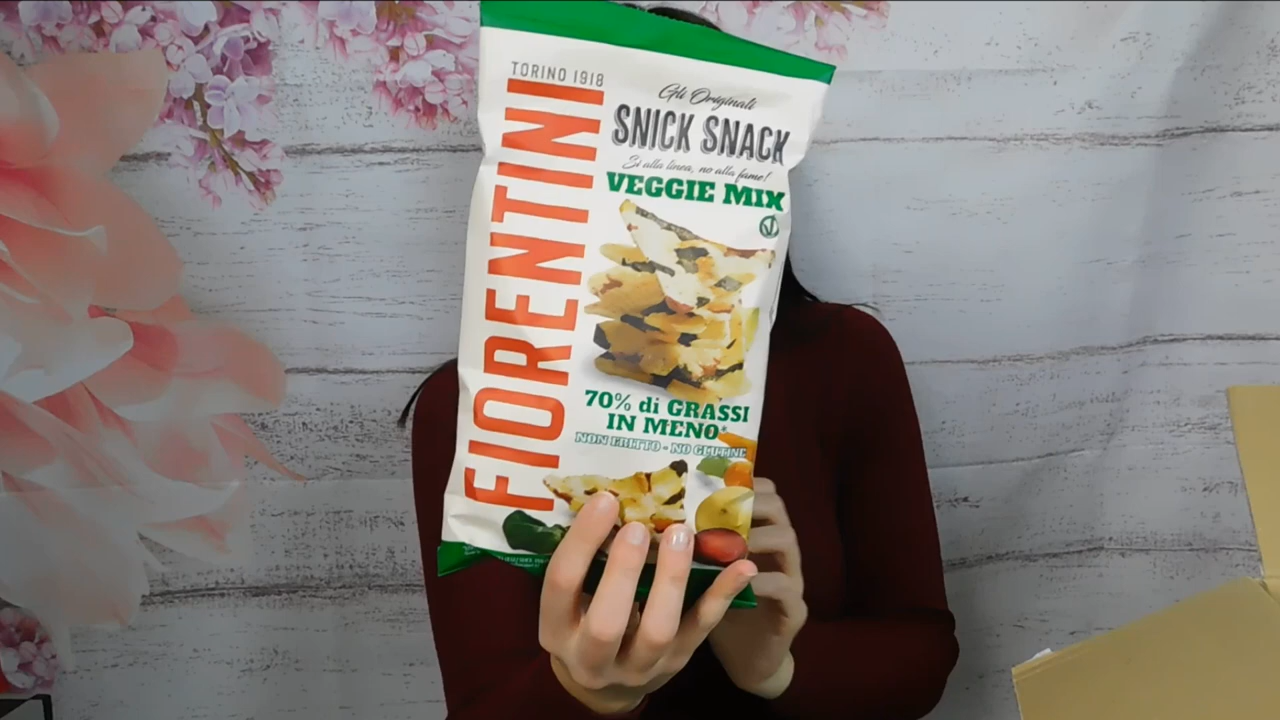 TORINO 1918
FIORENTINI
Gli Originali
SNICK SNACK
Sì alla linea, no alla fame!
VEGGIE MIX
70% di GRASSI
IN MENO*
NON FRITTO - NO GLUTINE